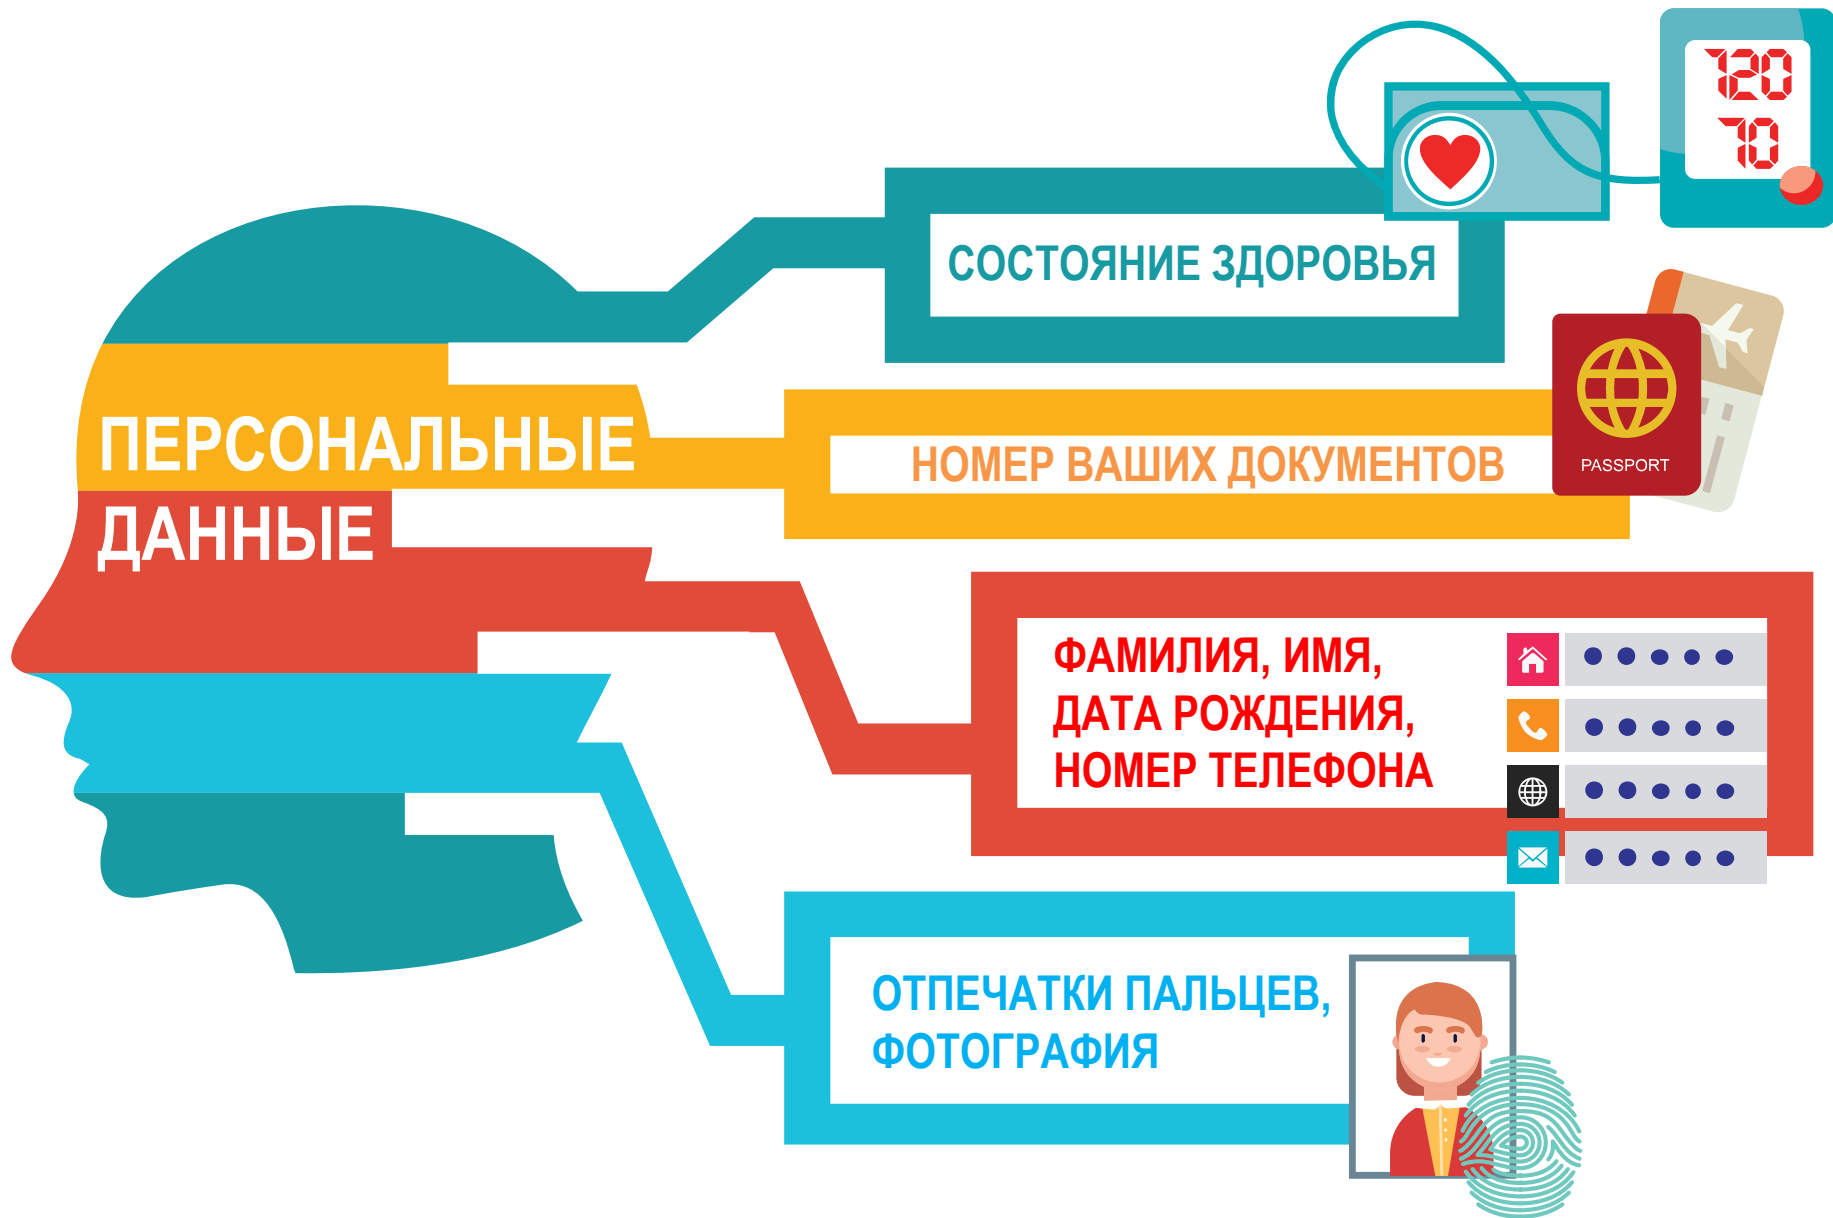 120
70
СОСТОЯНИЕ ЗДОРОВЬЯ
ПЕРСОНАЛЬНЫЕ
ДАННЫЕ
НОМЕР ВАШИХ ДОКУМЕНТОВ
PASSPORT
ФАМИЛИЯ, ИМЯ,
ДАТА РОЖДЕНИЯ,
НОМЕР ТЕЛЕФОНА
ОТПЕЧАТКИ ПАЛЬЦЕВ,
ФОТОГРАФИЯ